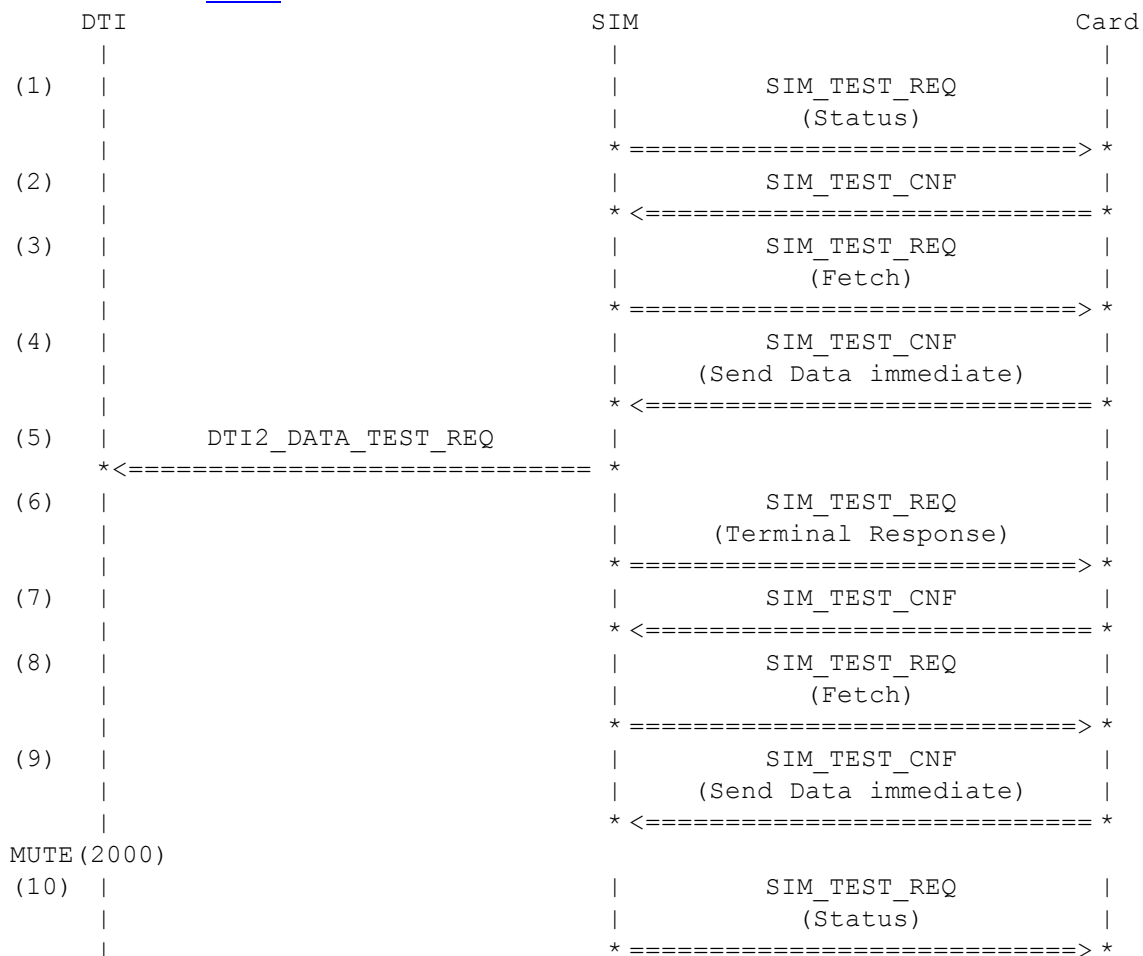 DTI SIM Card
| | |
(1) | | SIM_TEST_REQ |
| | (Status) |
| * ============================> *
(2) | | SIM_TEST_CNF |
| * <============================ *
(3) | | SIM_TEST_REQ |
| | (Fetch) |
| * ============================> *
(4) | | SIM_TEST_CNF |
| | (Send Data immediate) |
| * <============================ *
(5) | DTI2_DATA_TEST_REQ | |
*<============================= * |
(6) | | SIM_TEST_REQ |
| | (Terminal Response) |
| * ============================> *
(7) | | SIM_TEST_CNF |
| * <============================ *
(8) | | SIM_TEST_REQ |
| | (Fetch) |
| * ============================> *
(9) | | SIM_TEST_CNF |
| | (Send Data immediate) |
| * <============================ *
MUTE(2000)
(10) | | SIM_TEST_REQ |
| | (Status) |
| * ============================> *